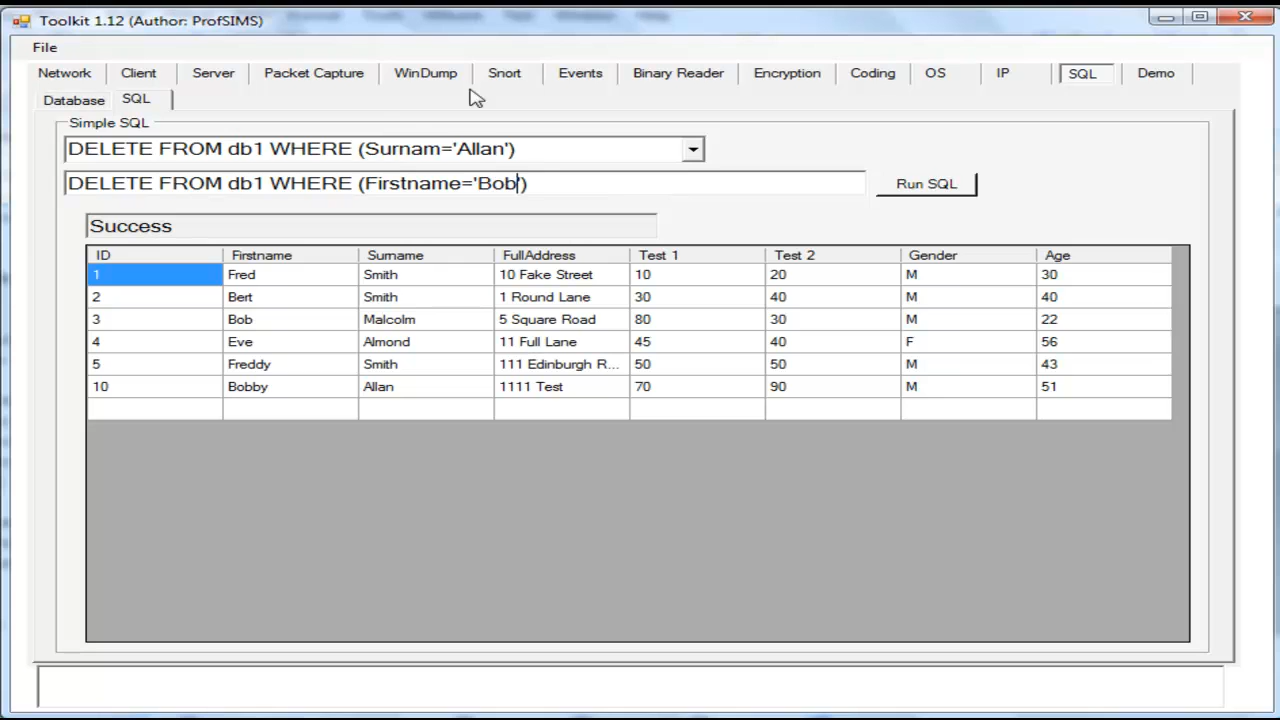 Toolkit 1.12 (Author: ProfSIMS)
File
Network Client Server Packet Capture WinDump Snort Events Binary Reader Encryption Coding OS IP SQL Demo
Database SQL
Simple SQL
DELETE FROM db1 WHERE (Surnam='Allan')
DELETE FROM db1 WHERE (Firstname='Bob') Run SQL
Success
ID Firstname Surname FullAddress Test 1 Test 2 Gender Age
1 Fred Smith 10 Fake Street 10 20 M 30
2 Bert Smith 1 Round Lane 30 40 M 40
3 Bob Malcolm 5 Square Road 80 30 M 22
4 Eve Almond 11 Full Lane 45 40 F 56
5 Freddy Smith 111 Edinburgh R... 50 50 M 43
10 Bobby Allan 1111 Test 70 90 M 51